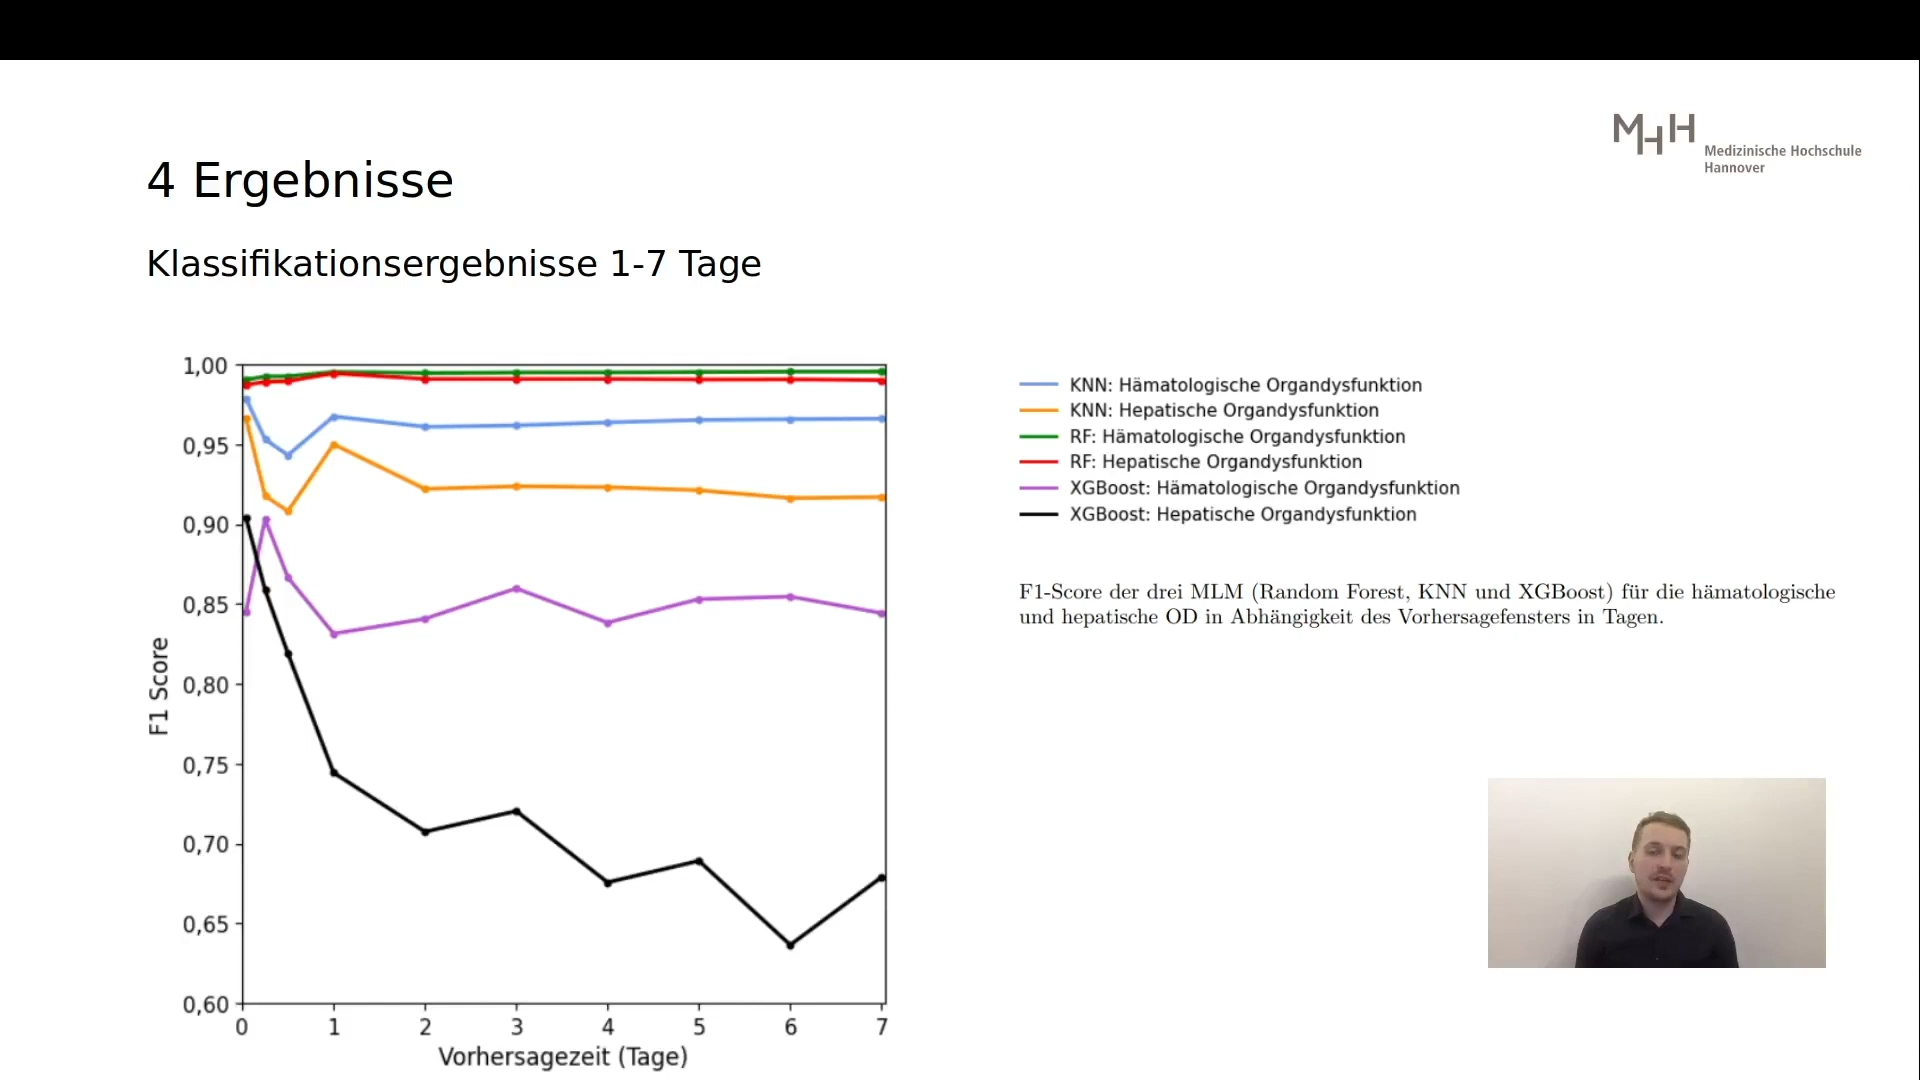 MHH
Medizinische Hochschule
Hannover
4 Ergebnisse
Klassifikationsergebnisse 1-7 Tage
1,00
0,95
0,90
0,85
0,80
0,75
0,70
0,65
0,60
F1 Score
0 1 2 3 4 5 6 7
Vorhersagezeit (Tage)
KNN: Hämatologische Organdysfunktion
KNN: Hepatische Organdysfunktion
RF: Hämatologische Organdysfunktion
RF: Hepatische Organdysfunktion
XGBoost: Hämatologische Organdysfunktion
XGBoost: Hepatische Organdysfunktion
F1-Score der drei MLM (Random Forest, KNN und XGBoost) für die hämatologische
und hepatische OD in Abhängigkeit des Vorhersagefensters in Tagen.